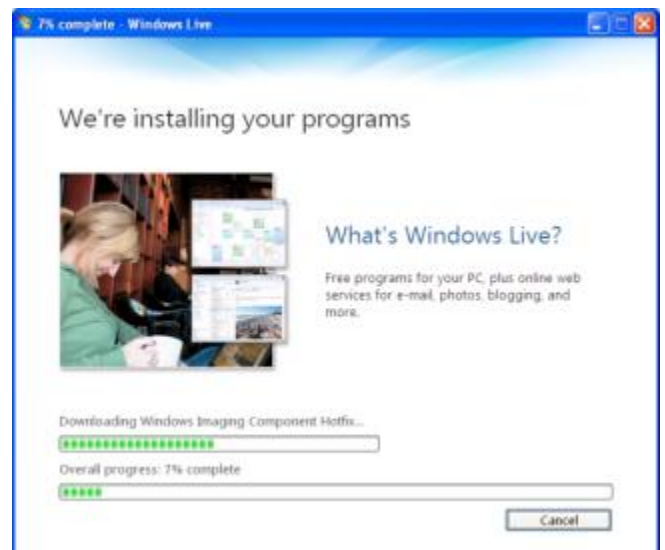 7% complete - Windows Live
We're installing your programs
What's Windows Live?
Free programs for your PC, plus online web
services for e-mail, photos, blogging, and
more.
Downloading Windows Imaging Component Hotfix...
Overall progress: 7% complete
Cancel